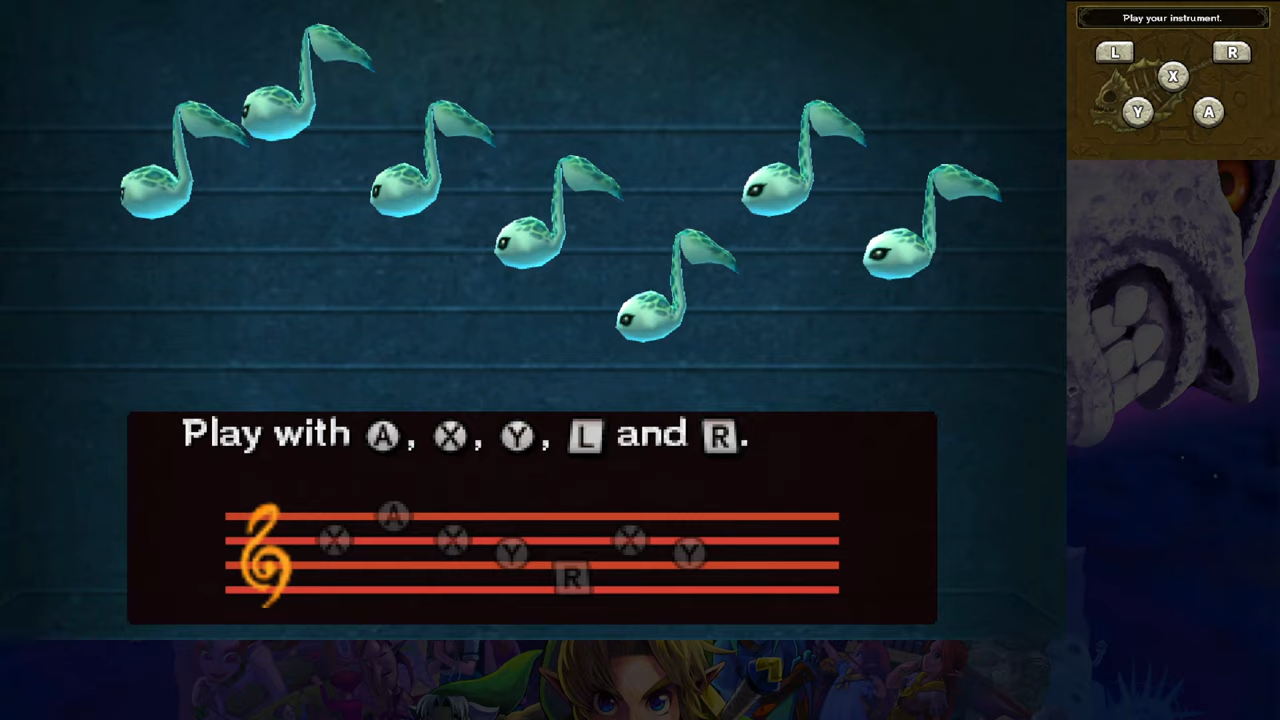 Play your instrument.
L R
X
Y A
Play with A, X, Y, L and R.
X A X Y R X Y